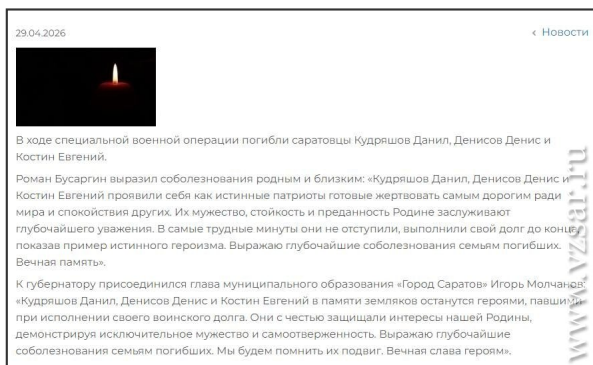 29.04.2026
‹ Новости
В ходе специальной военной операции погибли саратовцы Кудряшов Данил, Денисов Денис и
Костин Евгений.
Роман Бусаргин выразил соболезнования родным и близким: «Кудряшов Данил, Денисов Денис и
Костин Евгений проявили себя как истинные патриоты готовые жертвовать самым дорогим ради
мира и спокойствия других. Их мужество, стойкость и преданность Родине заслуживают
глубочайшего уважения. В самые трудные минуты они не отступили, выполнили свой долг до конца,
показав пример истинного героизма. Выражаю глубочайшие соболезнования семьям погибших.
Вечная память».
К губернатору присоединился глава муниципального образования «Город Саратов» Игорь Молчанов:
«Кудряшов Данил, Денисов Денис и Костин Евгений в памяти земляков останутся героями, павшими
при исполнении своего воинского долга. Они с честью защищали интересы нашей Родины,
демонстрируя исключительное мужество и самоотверженность. Выражаю глубочайшие
соболезнования семьям погибших. Мы будем помнить их подвиг. Вечная слава героям».
www.vzsar.ru